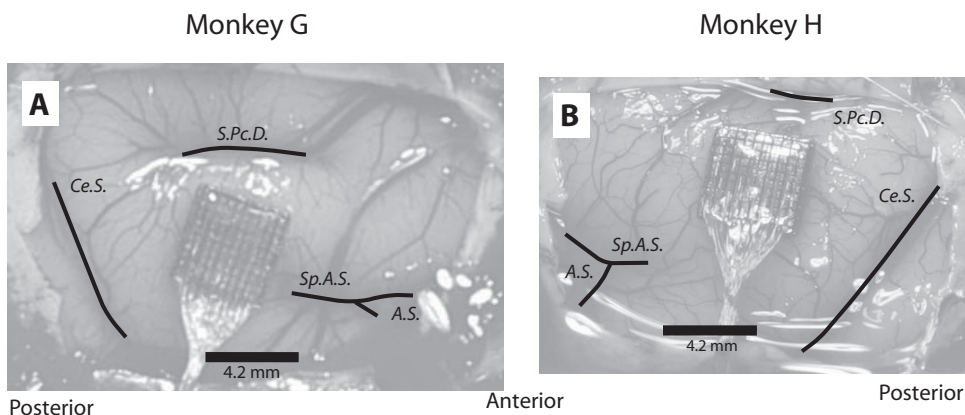 Monkey G
Monkey H
A
S.Pc.D.
Ce.S.
Sp.A.S.
A.S.
4.2 mm
Posterior
Anterior
B
S.Pc.D.
Ce.S.
Sp.A.S.
A.S.
4.2 mm
Posterior